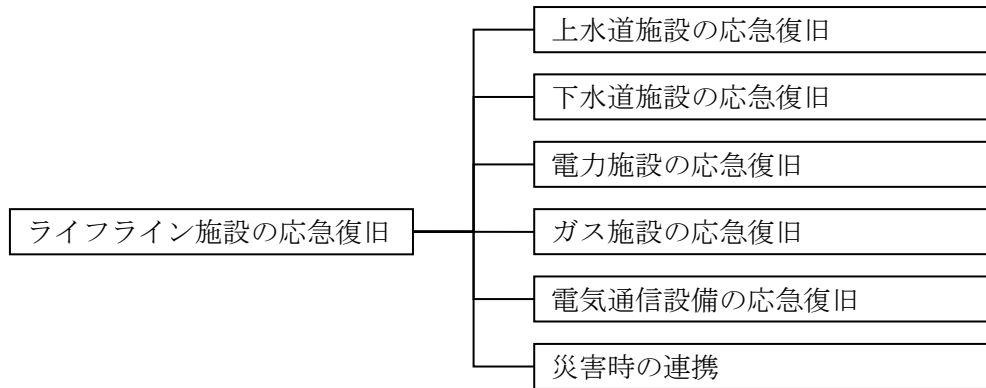 上水道施設の応急復旧
下水道施設の応急復旧
電力施設の応急復旧
ライフライン施設の応急復旧
ガス施設の応急復旧
電気通信設備の応急復旧
災害時の連携